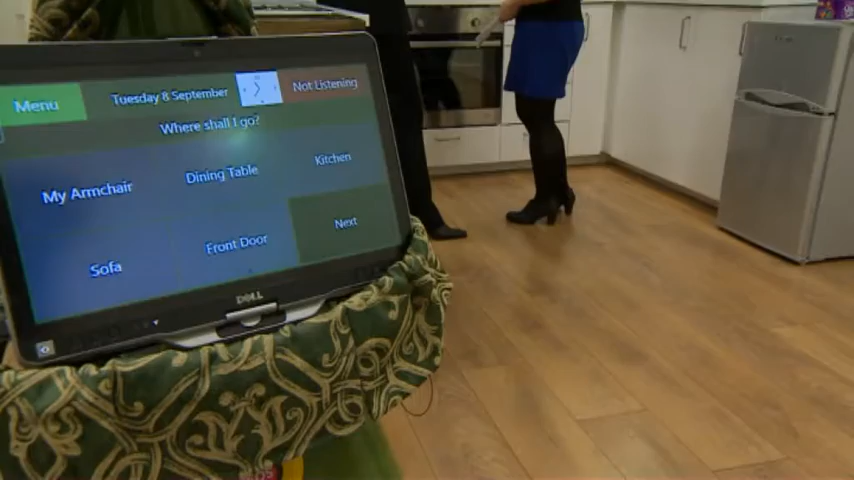 Menu
Tuesday 8 September
Not Listening
Where shall I go?
My Armchair
Dining Table
Kitchen
Sofa
Front Door
Next
DELL